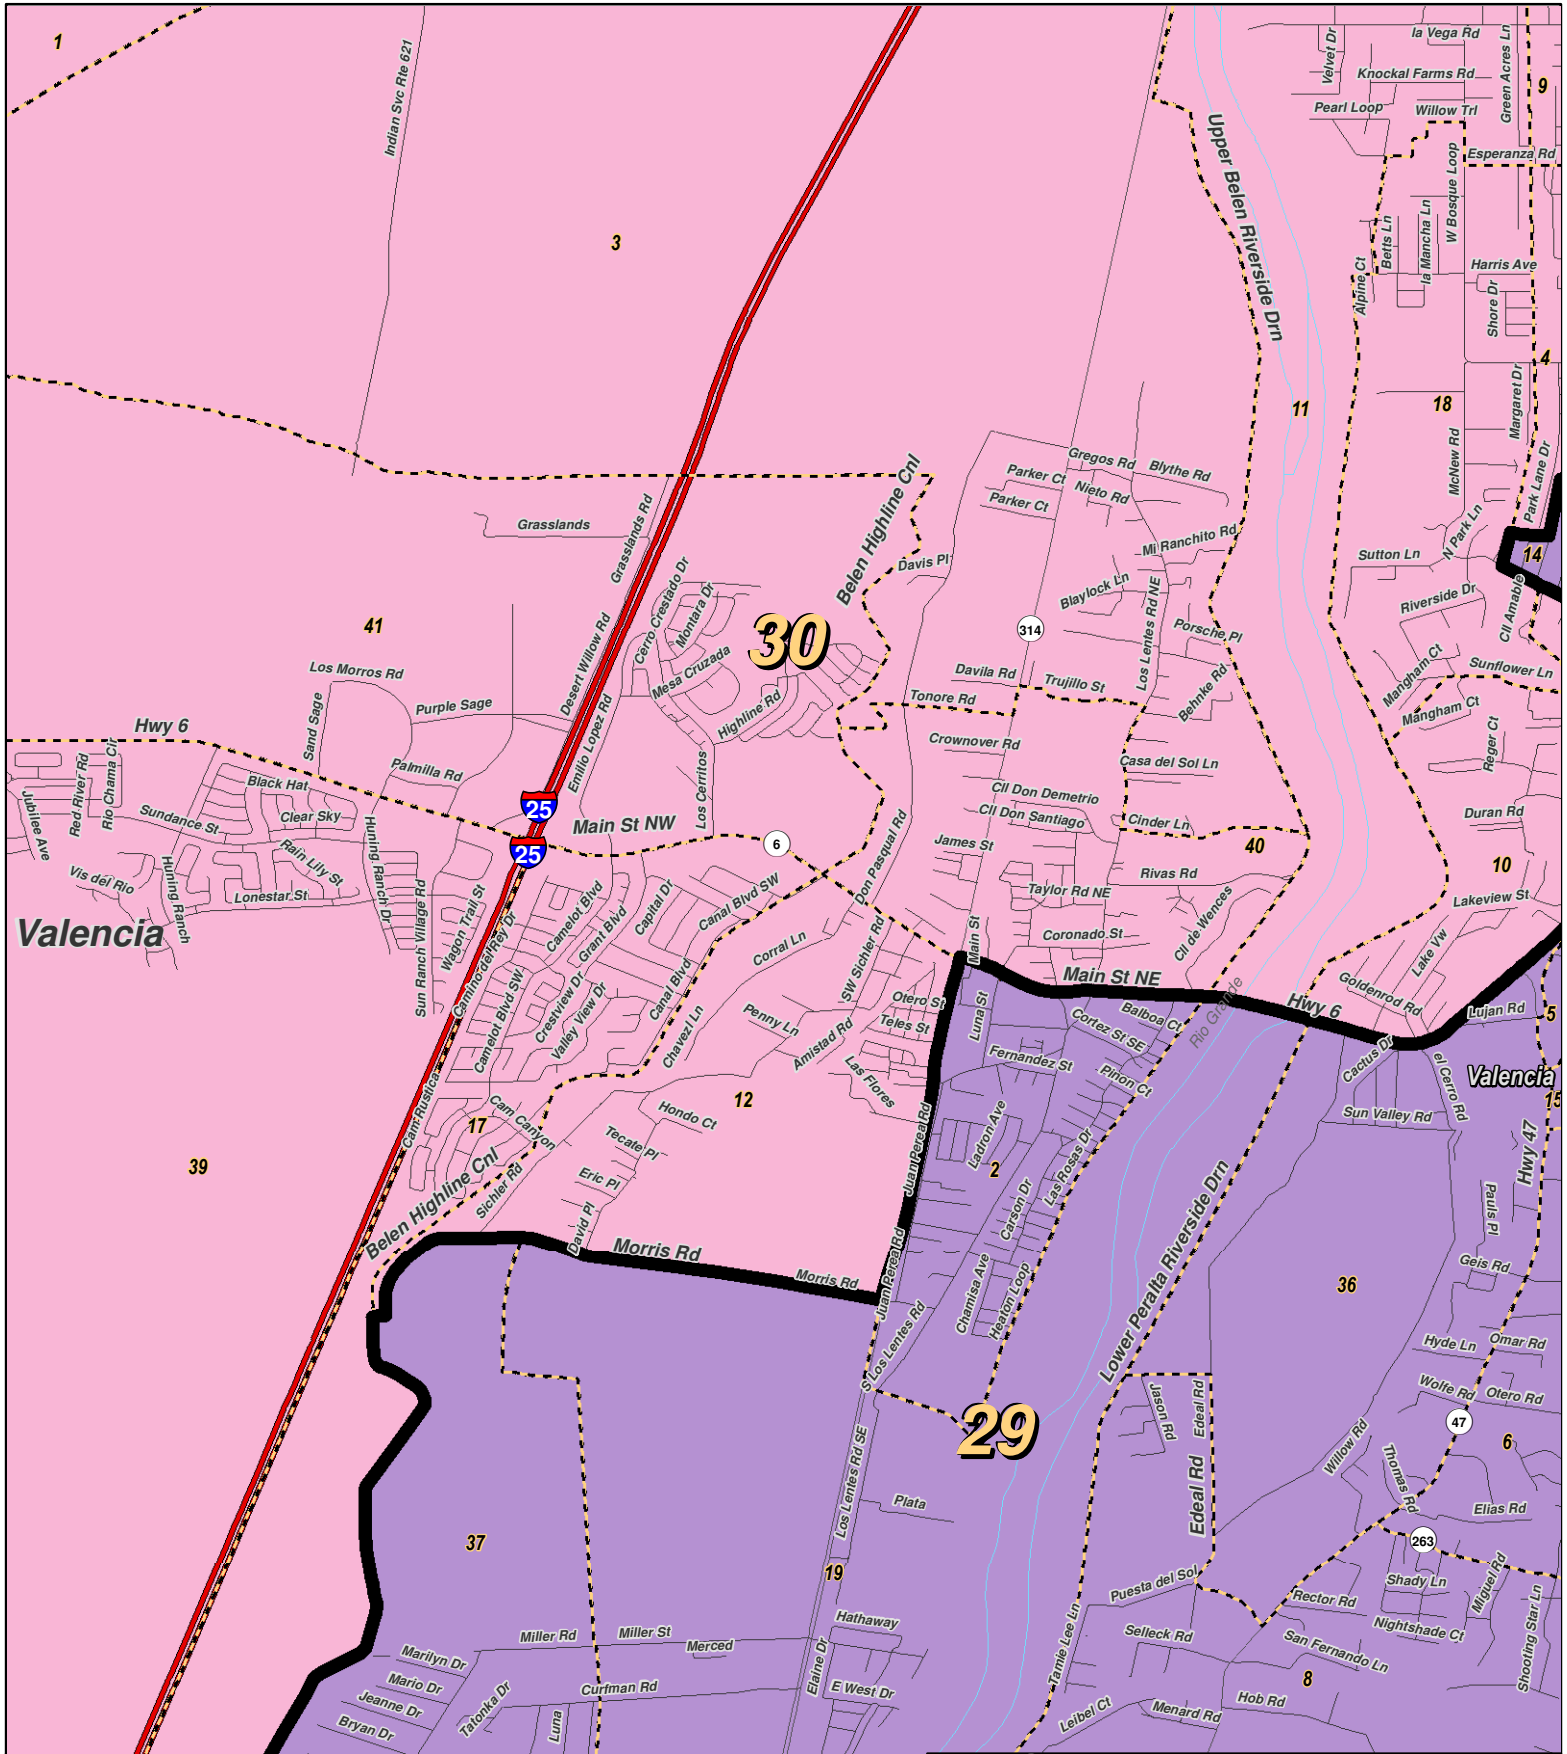 1
Indian Svc Rte 621
3
Upper Belen Riverside Drn
Velvet Dr
la Vega Rd
Green Acres Ln
Knockal Farms Rd
9
Pearl Loop
Willow Trl
W Bosque Loop
Esperanza Rd
Betts Ln
la Mancha Ln
Alpine Ct
Harris Ave
Shore Dr
4
Margaret Dr
11
18
McNew Rd
Park Lane Dr
Gregos Rd
Blythe Rd
Parker Ct
Nieto Rd
Parker Ct
Belen Highline Cnl
Grasslands
Grasslands Rd
Mi Ranchito Rd
N Park Ln
Sutton Ln
14
Davis Pl
Cerro Crestado Dr
Montara Dr
Blaylock Ln
Los Lentes Rd NE
Riverside Dr
Cll Amable
41
30
314
Porsche Pl
Desert Willow Rd
Mesa Cruzada
Los Morros Rd
Davila Rd
Trujillo St
Behnke Rd
Mangham Ct
Sunflower Ln
Tonore Rd
Highline Rd
Emilio Lopez Rd
Purple Sage
Sand Sage
Mangham Ct
Hwy 6
Reger Ct
Crownover Rd
Casa del Sol Ln
Red River Rd
Rio Chama Cir
Jubilee Ave
Palmilla Rd
Black Hat
Los Cerritos
Cll Don Demetrio
Cll Don Santiago
Cinder Ln
Duran Rd
25
Sundance St
Clear Sky
Main St NW
25
6
James St
40
Huning Ranch Dr
Rain Lily St
Don Pasqual Rd
10
Vis del Rio
Huning Ranch
Lonestar St
Taylor Rd NE
Rivas Rd
Lakeview St
Sun Ranch Village Rd
Wagon Trail St
Camelot Blvd
Grant Blvd
Capital Dr
Canal Blvd SW
Cll de Wences
Valencia
Camino del Rey Dr
Corral Ln
SW Sichler Rd
Main St
Coronado St
Lake Vw
Camelot Blvd SW
Crestview Dr
Valley View Dr
Canal Blvd
Main St NE
Goldenrod Rd
Hwy 6
Rio Grande
Otero St
Luna St
Balboa Ct
Cortez St SE
Lujan Rd
5
Chavez Ln
Penny Ln
Amistad Rd
Teles St
Fernandez St
Pinon Ct
Cactus Dr
el Cerro Rd
Valencia
15
Cam Rustica
Las Flores
12
17
Cam Canyon
Hondo Ct
Tecate Pl
Sun Valley Rd
Juan Perea Rd
Ladron Ave
Las Rosas Dr
2
Hwy 47
39
Belen Highline Cnl
Sichler Rd
Eric Pl
David Pl
Carson Dr
Pauls Pl
Lower Peralta Riverside Drn
Morris Rd
Morris Rd
Juan Perea Rd
Chamisa Ave
Heaton Loop
Geis Rd
36
S Los Lentes Rd
Hyde Ln
Omar Rd
Jason Rd
Edeal Rd
Wolfe Rd
Otero Rd
29
47
6
Los Lentes Rd SE
Edeal Rd
Willow Rd
Thomas Rd
Plata
Elias Rd
37
263
19
Puesta del Sol
Shady Ln
Miguel Rd
Rector Rd
Tamie Lee Ln
Hathaway
Shooting Star Ln
Miller Rd
Miller St
Merced
Selleck Rd
Nightshade Ct
San Fernando Ln
Marilyn Dr
Mario Dr
Elaine Dr
8
Jeanne Dr
Tatonka Dr
Curfman Rd
E West Dr
Bryan Dr
Luna
Leibel Ct
Menard Rd
Hob Rd